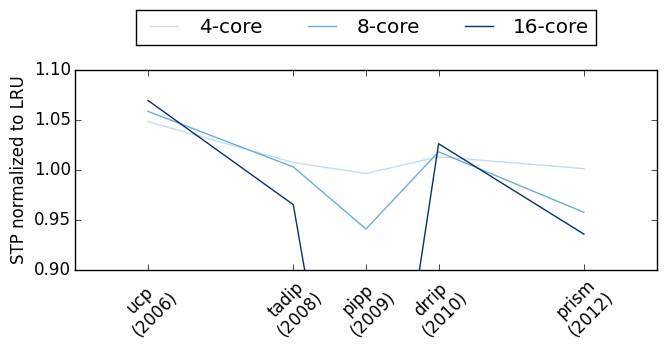 4-core 8-core 16-core
STP normalized to LRU
1.10
1.05
1.00
0.95
0.90
ucp
(2006)
tadip
(2008)
pipp
(2009)
drrip
(2010)
prism
(2012)